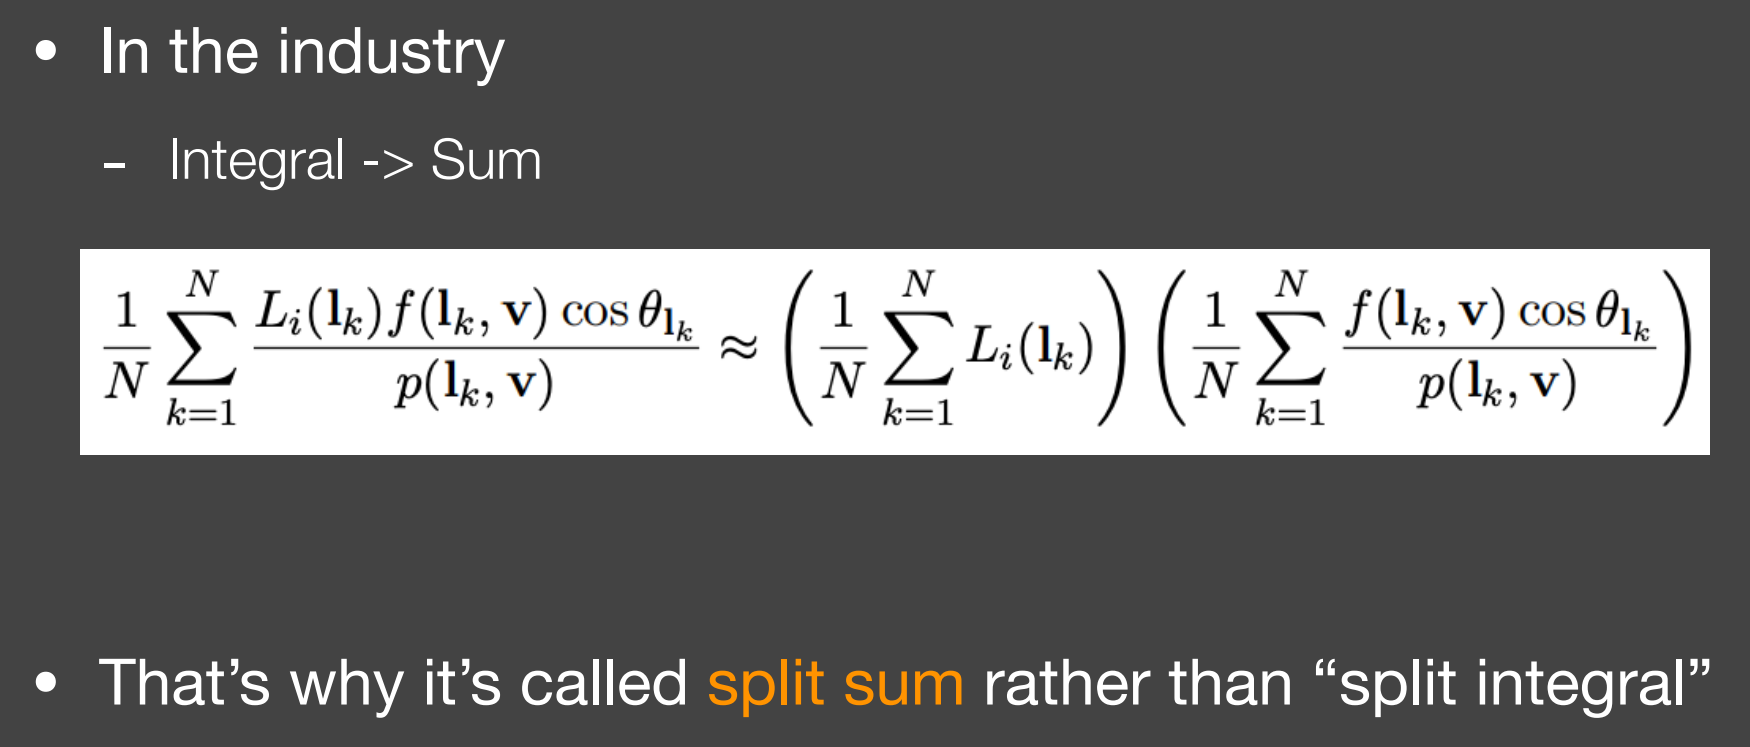 • In the industry
- Integral -> Sum
\frac{1}{N} \sum_{k=1}^{N} \frac{L_i(\mathbf{l}_k) f(\mathbf{l}_k, \mathbf{v}) \cos \theta_{\mathbf{l}_k}}{p(\mathbf{l}_k, \mathbf{v})} \approx \left( \frac{1}{N} \sum_{k=1}^{N} L_i(\mathbf{l}_k) \right) \left( \frac{1}{N} \sum_{k=1}^{N} \frac{f(\mathbf{l}_k, \mathbf{v}) \cos \theta_{\mathbf{l}_k}}{p(\mathbf{l}_k, \mathbf{v})} \right)
• That’s why it’s called split sum rather than “split integral”